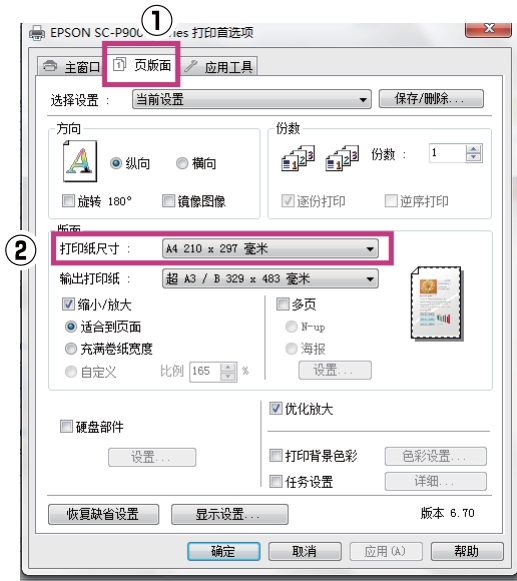 ①
EPSON SC-P900 ies 打印首选项
主窗口 页版面 应用工具
选择设置 : 当前设置 保存/删除...
方向
纵向 横向
旋转 180° 镜像图像
份数
份数 : 1
逐份打印 逆序打印
版面
②
打印纸尺寸 : A4 210 x 297 毫米
输出打印纸 : 超 A3 / B 329 x 483 毫米
缩小/放大
适合到页面
充满卷纸宽度
自定义 比例 165 %
多页
N-up
海报
设置...
优化放大
硬盘部件
设置...
打印背景色彩 色彩设置...
任务设置 详细...
恢复缺省设置 显示设置... 版本 6.70
确定 取消 应用(A) 帮助